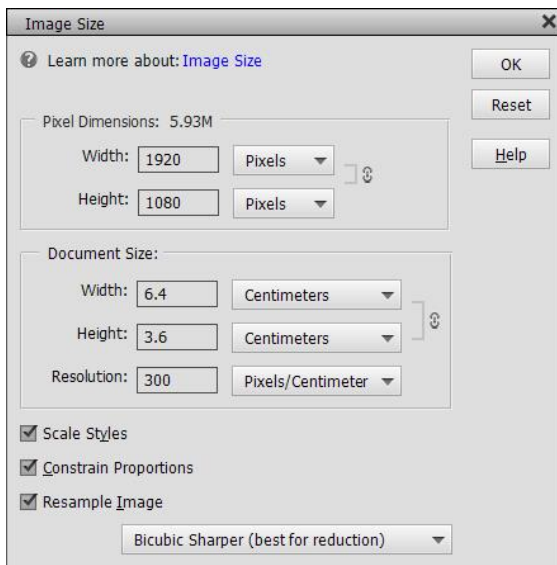 Image Size
Learn more about: Image Size
OK
Reset
Help
Pixel Dimensions: 5.93M
Width: 1920 Pixels
Height: 1080 Pixels
Document Size:
Width: 6.4 Centimeters
Height: 3.6 Centimeters
Resolution: 300 Pixels/Centimeter
Scale Styles
Constrain Proportions
Resample Image
Bicubic Sharper (best for reduction)